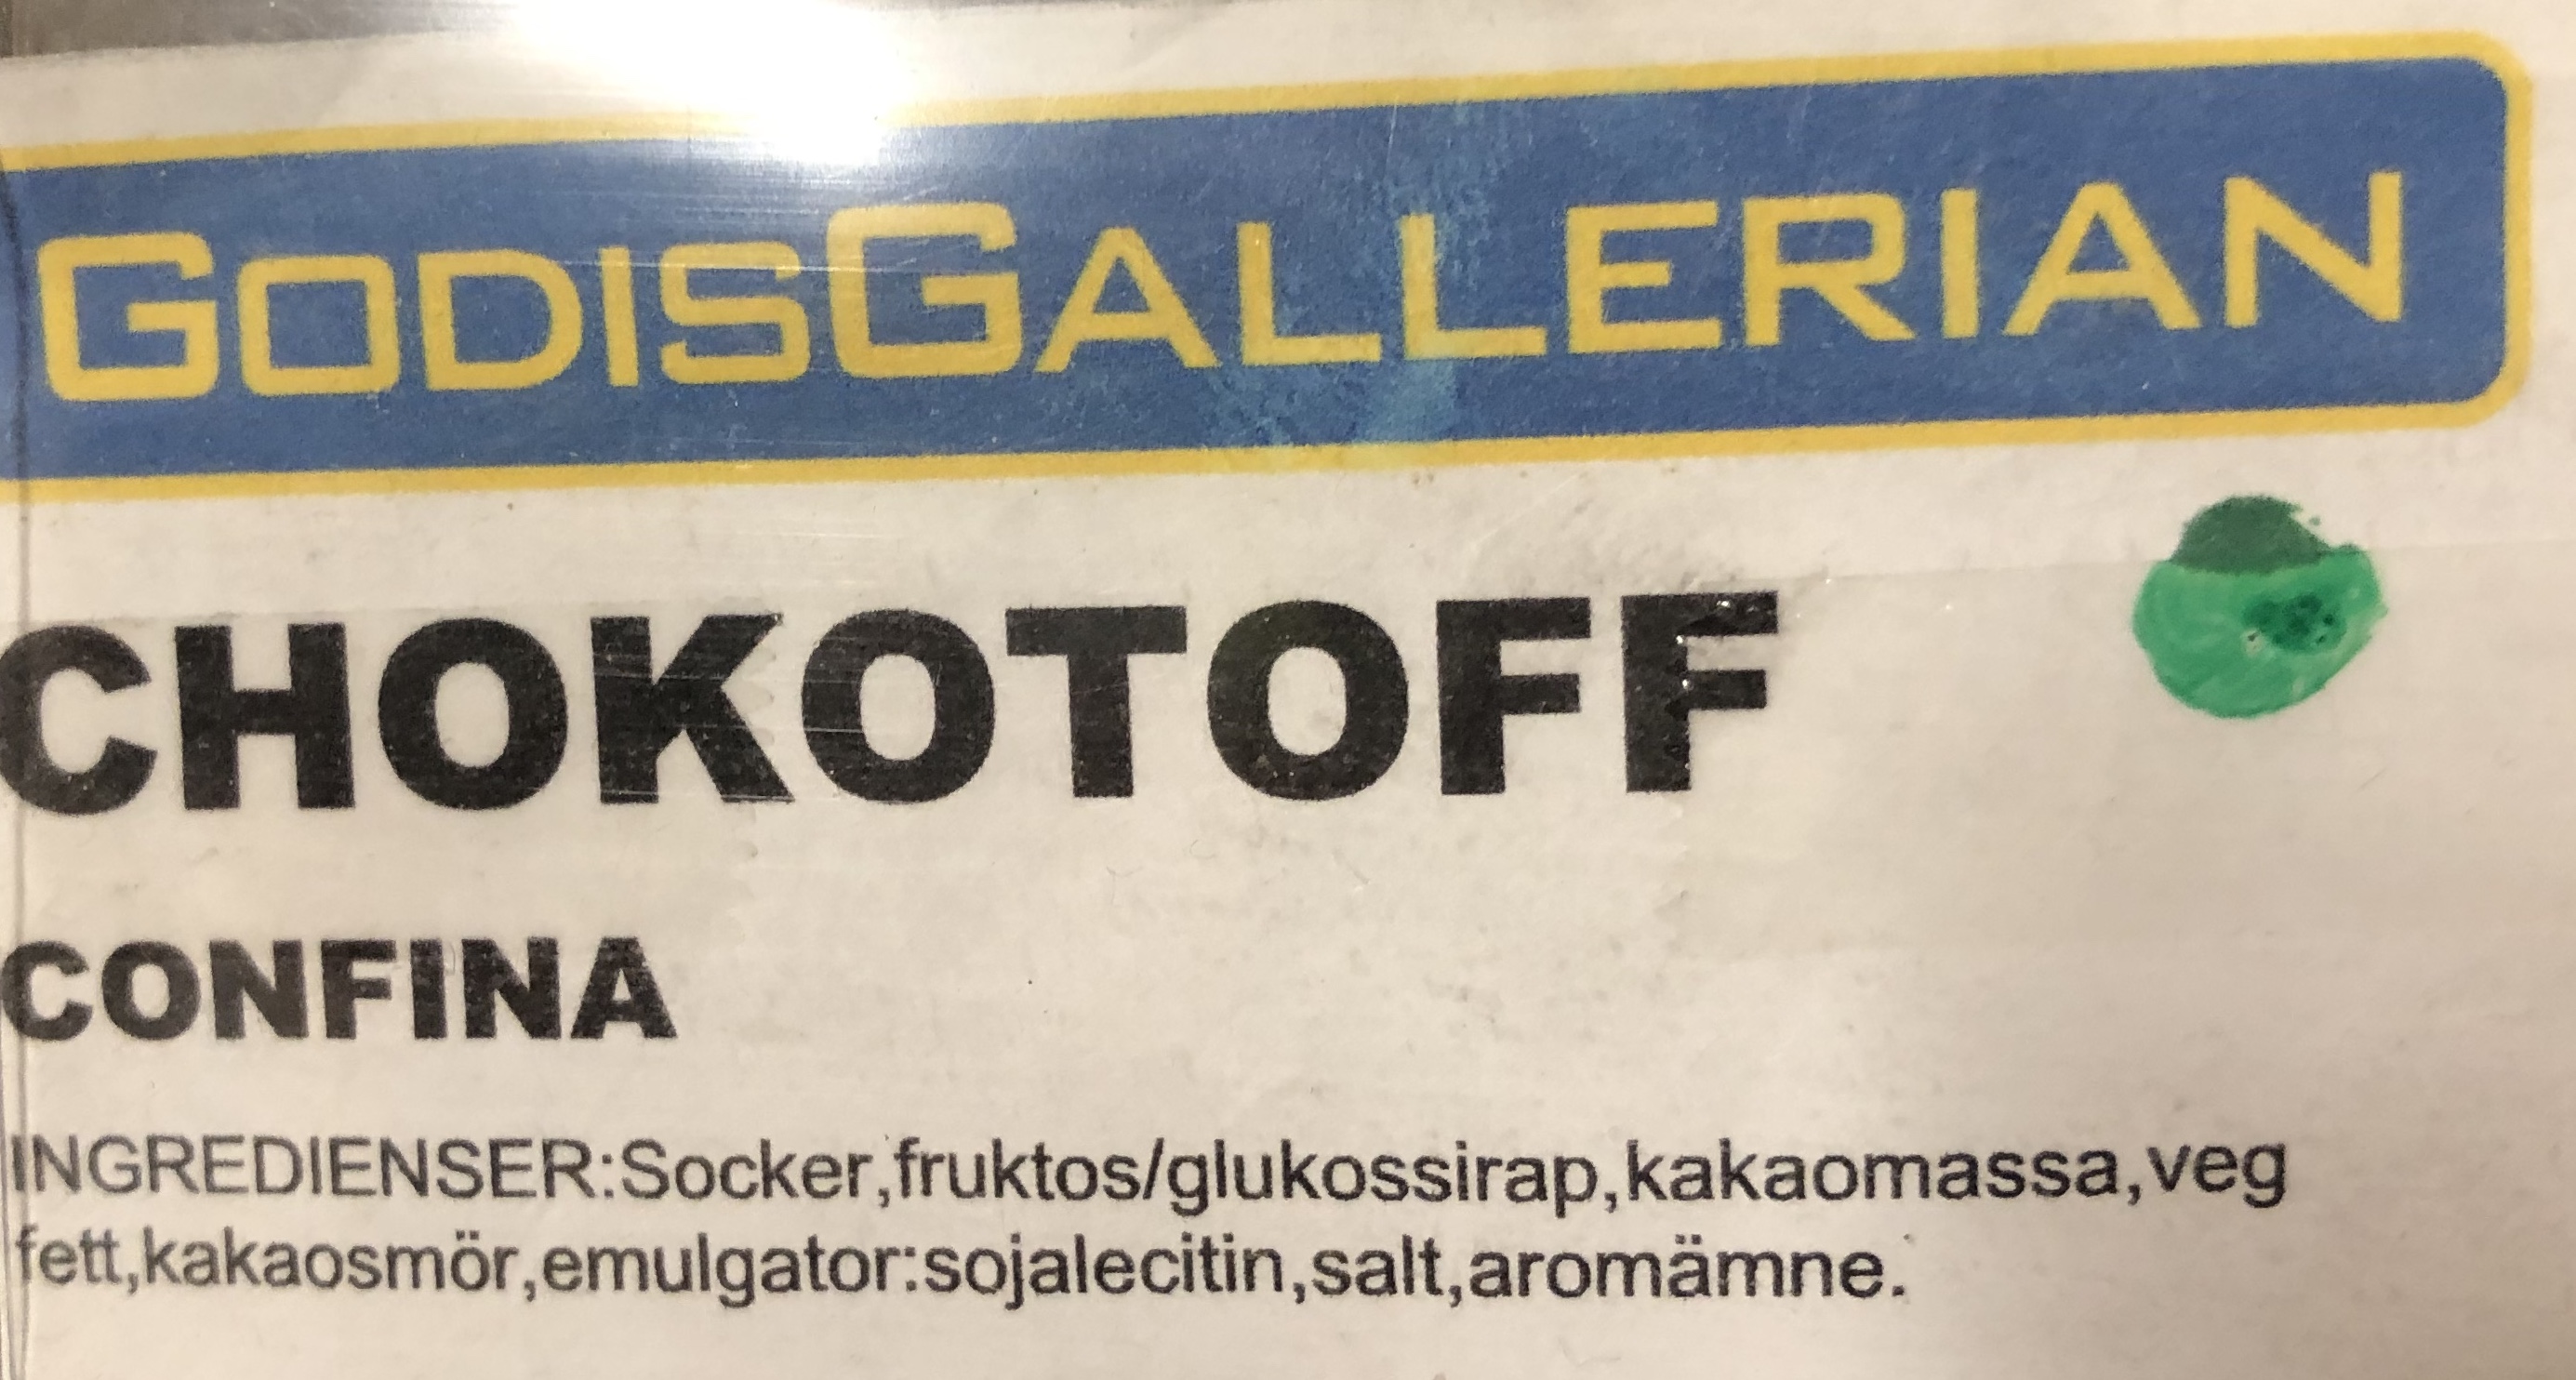 GODISGALLERIAN
CHOKOTOFF
CONFINA
INGREDIENSER:Socker,fruktos/glukossirap,kakaomassa,veg
fett,kakaosmör,emulgator:sojalecitin,salt,aromämne.